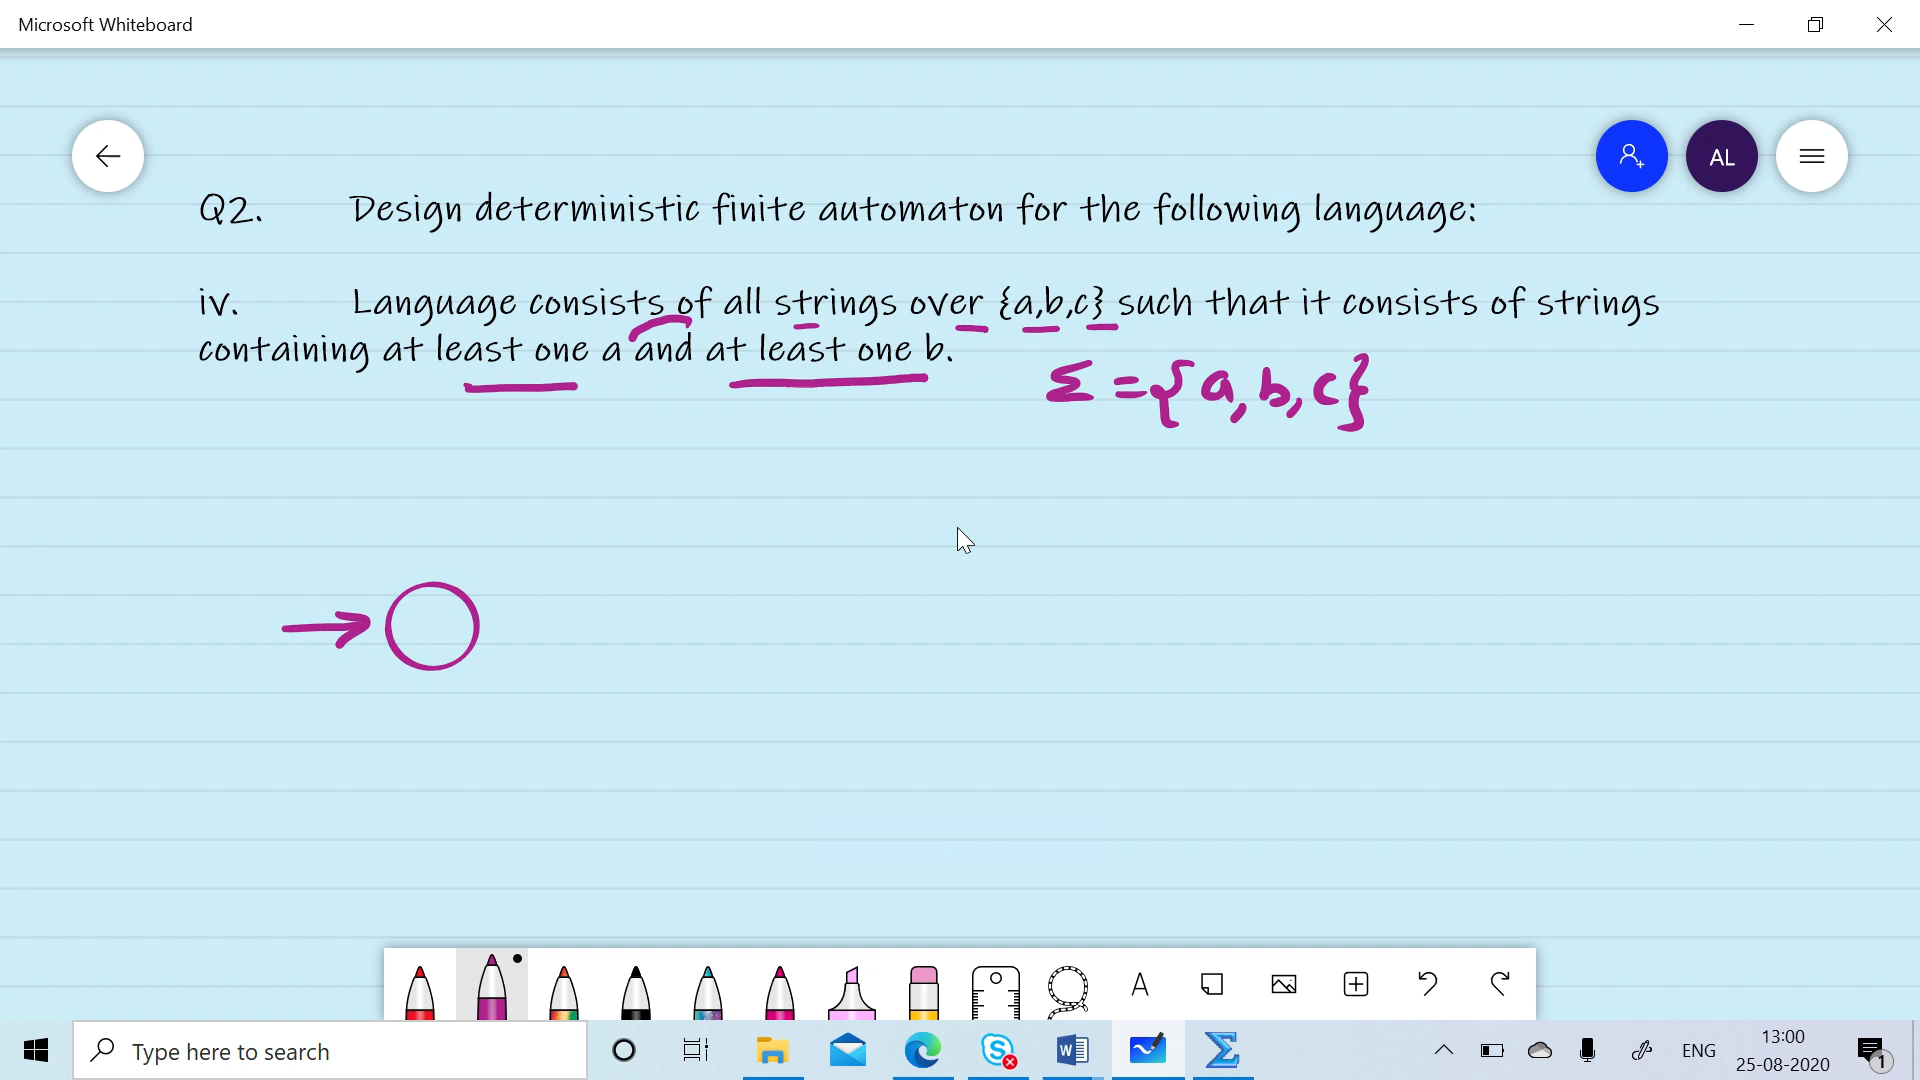 Microsoft Whiteboard
AL
Q2. Design deterministic finite automaton for the following language:
iv. Language consists of all strings over {a,b,c} such that it consists of strings
containing at least one a and at least one b.
Σ = {a, b, c}
A
Type here to search
ENG
13:00
25-08-2020
1